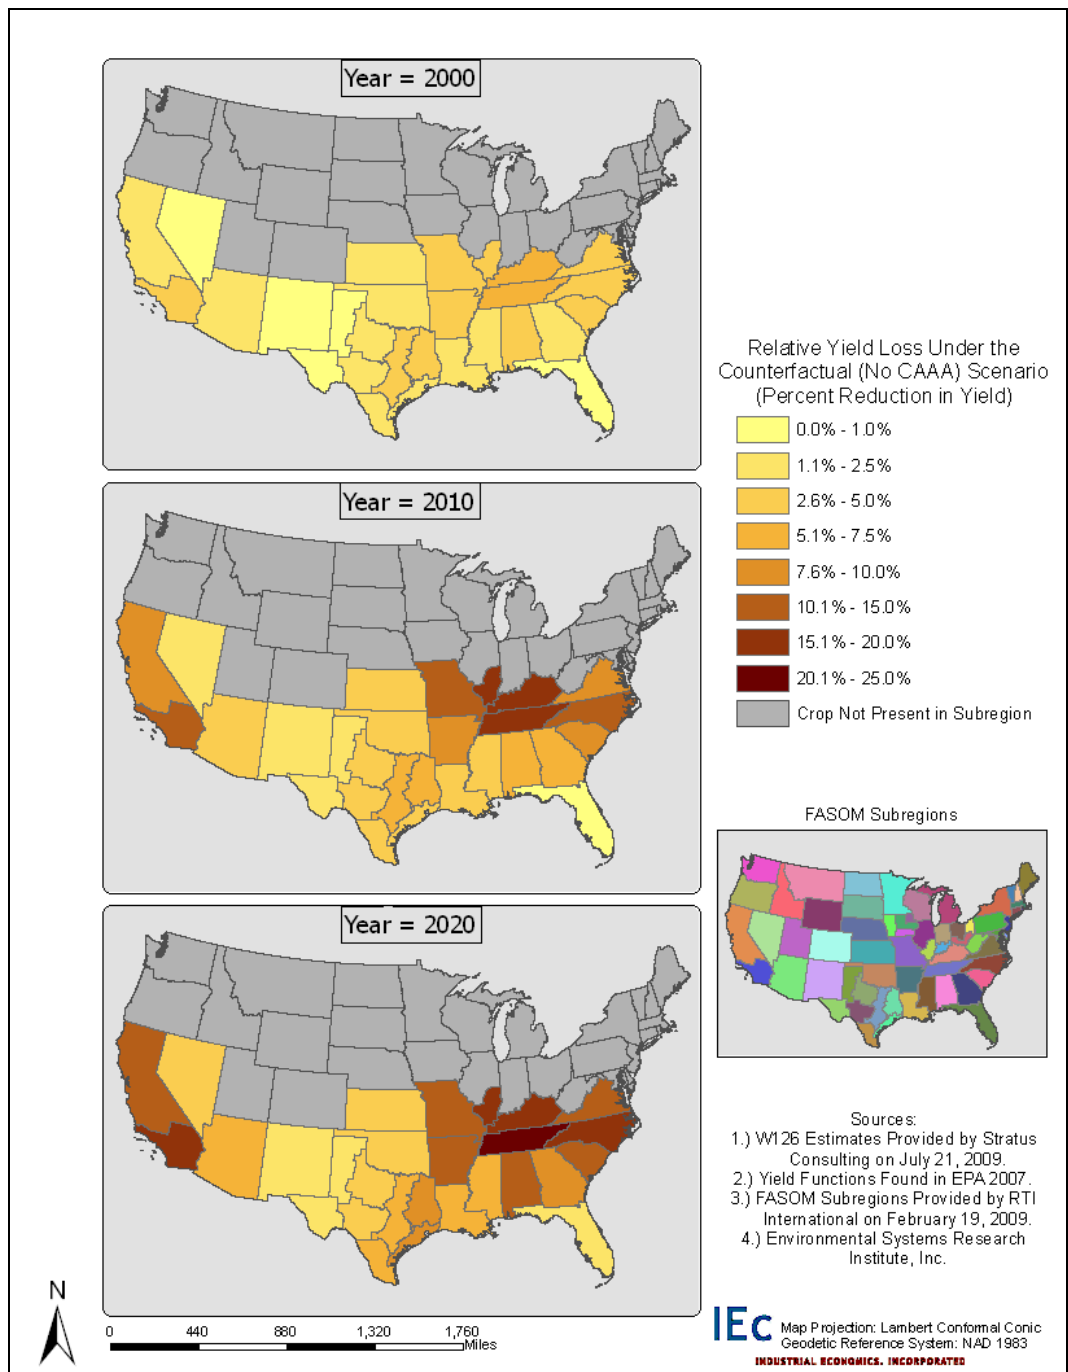 Year = 2000
Year = 2010
Year = 2020
Relative Yield Loss Under the
Counterfactual (No CAAA) Scenario
(Percent Reduction in Yield)
0.0% - 1.0%
1.1% - 2.5%
2.6% - 5.0%
5.1% - 7.5%
7.6% - 10.0%
10.1% - 15.0%
15.1% - 20.0%
20.1% - 25.0%
Crop Not Present in Subregion
FASOM Subregions
Sources:
1.) W126 Estimates Provided by Stratus
Consulting on July 21, 2009.
2.) Yield Functions Found in EPA 2007.
3.) FASOM Subregions Provided by RTI
International on February 19, 2009.
4.) Environmental Systems Research
Institute, Inc.
N
0 440 880 1,320 1,760
Miles
IEc
Map Projection: Lambert Conformal Conic
Geodetic Reference System: NAD 1983
INDUSTRIAL ECONOMICS, INCORPORATED